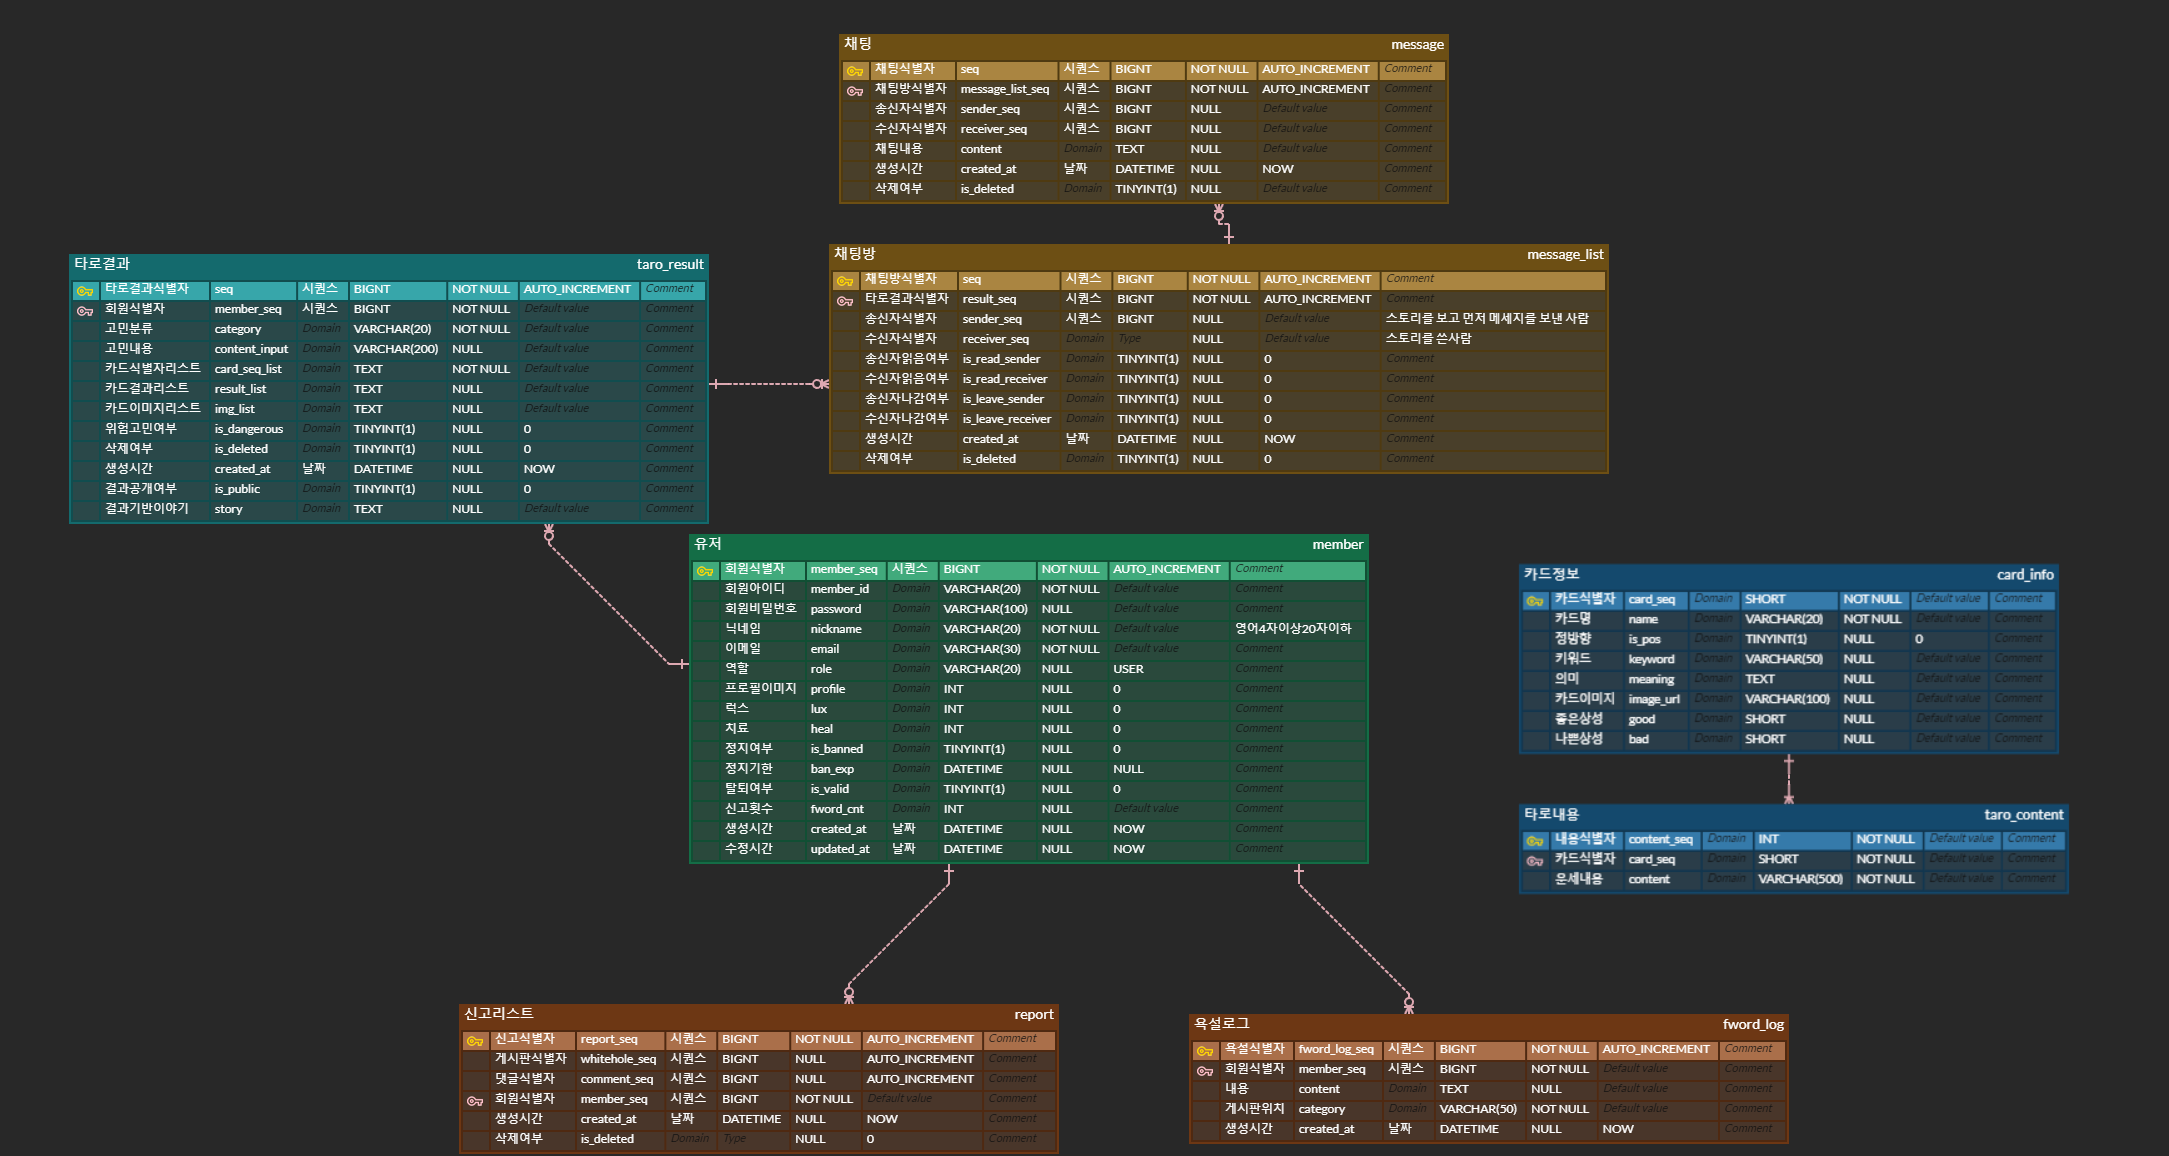 채팅 message
채팅식별자 seq 시퀀스 BIGNT NOT NULL AUTO_INCREMENT Comment
채팅방식별자 message_list_seq 시퀀스 BIGNT NOT NULL AUTO_INCREMENT Comment
송신자식별자 sender_seq 시퀀스 BIGNT NULL Default value Comment
수신자식별자 receiver_seq 시퀀스 BIGNT NULL Default value Comment
채팅내용 content Domain TEXT NULL Default value Comment
생성시간 created_at 날짜 DATETIME NULL NOW Comment
삭제여부 is_deleted Domain TINYINT(1) NULL Default value Comment
타로결과 taro_result
타로결과식별자 seq 시퀀스 BIGNT NOT NULL AUTO_INCREMENT Comment
회원식별자 member_seq 시퀀스 BIGNT NOT NULL Default value Comment
고민분류 category Domain VARCHAR(20) NOT NULL Default value Comment
고민내용 content_input Domain VARCHAR(200) NULL Default value Comment
카드식별자리스트 card_seq_list Domain TEXT NOT NULL Default value Comment
카드결과리스트 result_list Domain TEXT NULL Default value Comment
카드이미지리스트 img_list Domain TEXT NULL Default value Comment
위험고민여부 is_dangerous Domain TINYINT(1) NULL 0 Comment
삭제여부 is_deleted Domain TINYINT(1) NULL 0 Comment
생성시간 created_at 날짜 DATETIME NULL NOW Comment
결과공개여부 is_public Domain TINYINT(1) NULL 0 Comment
결과기반이야기 story Domain TEXT NULL Default value Comment
채팅방 message_list
채팅방식별자 seq 시퀀스 BIGNT NOT NULL AUTO_INCREMENT Comment
타로결과식별자 result_seq 시퀀스 BIGNT NOT NULL AUTO_INCREMENT Comment
송신자식별자 sender_seq 시퀀스 BIGNT NULL Default value 스토리를 보고 먼저 메세지를 보낸 사람
수신자식별자 receiver_seq Domain Type NULL Default value 스토리를 쓴사람
송신자읽음여부 is_read_sender Domain TINYINT(1) NULL 0 Comment
수신자읽음여부 is_read_receiver Domain TINYINT(1) NULL 0 Comment
송신자나감여부 is_leave_sender Domain TINYINT(1) NULL 0 Comment
수신자나감여부 is_leave_receiver Domain TINYINT(1) NULL 0 Comment
생성시간 created_at 날짜 DATETIME NULL NOW Comment
삭제여부 is_deleted Domain TINYINT(1) NULL 0 Comment
유저 member
회원식별자 member_seq 시퀀스 BIGNT NOT NULL AUTO_INCREMENT Comment
회원아이디 member_id Domain VARCHAR(20) NOT NULL Default value Comment
회원비밀번호 password Domain VARCHAR(100) NULL Default value Comment
닉네임 nickname Domain VARCHAR(20) NOT NULL Default value 영어4자이상20자이하
이메일 email Domain VARCHAR(30) NOT NULL Default value Comment
역할 role Domain VARCHAR(20) NULL USER Comment
프로필이미지 profile Domain INT NULL 0 Comment
럭스 lux Domain INT NULL 0 Comment
치료 heal Domain INT NULL 0 Comment
정지여부 is_banned Domain TINYINT(1) NULL 0 Comment
정지기한 ban_exp Domain DATETIME NULL NULL Comment
탈퇴여부 is_valid Domain TINYINT(1) NULL 0 Comment
신고횟수 fword_cnt Domain INT NULL Default value Comment
생성시간 created_at 날짜 DATETIME NULL NOW Comment
수정시간 updated_at 날짜 DATETIME NULL NOW Comment
카드정보 card_info
카드식별자 card_seq Domain SHORT NOT NULL Default value Comment
카드명 name Domain VARCHAR(20) NOT NULL Default value Comment
정방향 is_pos Domain TINYINT(1) NULL 0 Comment
키워드 keyword Domain VARCHAR(50) NULL Default value Comment
의미 meaning Domain TEXT NULL Default value Comment
카드이미지 image_url Domain VARCHAR(100) NULL Default value Comment
좋은상성 good Domain SHORT NULL Default value Comment
나쁜상성 bad Domain SHORT NULL Default value Comment
타로내용 taro_content
내용식별자 content_seq Domain INT NOT NULL Default value Comment
카드식별자 card_seq Domain SHORT NOT NULL Default value Comment
운세내용 content Domain VARCHAR(500) NOT NULL Default value Comment
신고리스트 report
신고식별자 report_seq 시퀀스 BIGNT NOT NULL AUTO_INCREMENT Comment
게시판식별자 whitehole_seq 시퀀스 BIGNT NULL AUTO_INCREMENT Comment
댓글식별자 comment_seq 시퀀스 BIGNT NULL AUTO_INCREMENT Comment
회원식별자 member_seq 시퀀스 BIGNT NOT NULL Default value Comment
생성시간 created_at 날짜 DATETIME NULL NOW Comment
삭제여부 is_deleted Domain Type NULL 0 Comment
욕설로그 fword_log
욕설식별자 fword_log_seq 시퀀스 BIGNT NOT NULL AUTO_INCREMENT Comment
회원식별자 member_seq 시퀀스 BIGNT NOT NULL Default value Comment
내용 content Domain TEXT NULL Default value Comment
게시판위치 category Domain VARCHAR(50) NOT NULL Default value Comment
생성시간 created_at 날짜 DATETIME NULL NOW Comment